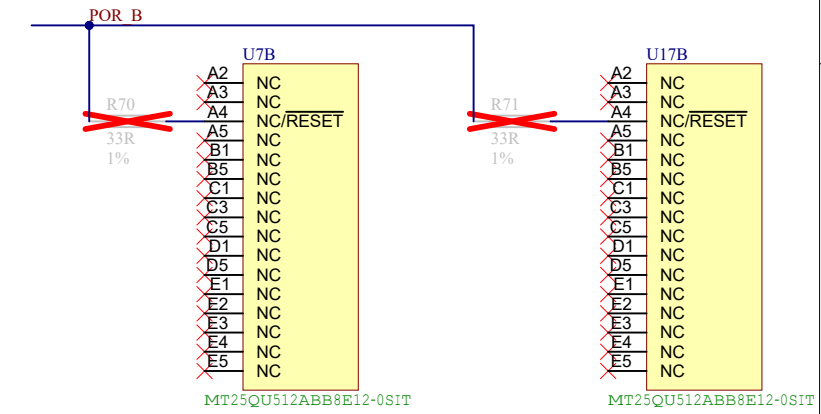 POR_B
U7B
U17B
R70
33R
1%
A2 NC
A3 NC
A4 NC/RESET
A5 NC
B1 NC
B5 NC
C1 NC
C3 NC
C5 NC
D1 NC
D5 NC
E1 NC
E2 NC
E3 NC
E4 NC
E5 NC
MT25QU512ABB8E12-0SIT
R71
33R
1%
A2 NC
A3 NC
A4 NC/RESET
A5 NC
B1 NC
B5 NC
C1 NC
C3 NC
C5 NC
D1 NC
D5 NC
E1 NC
E2 NC
E3 NC
E4 NC
E5 NC
MT25QU512ABB8E12-0SIT